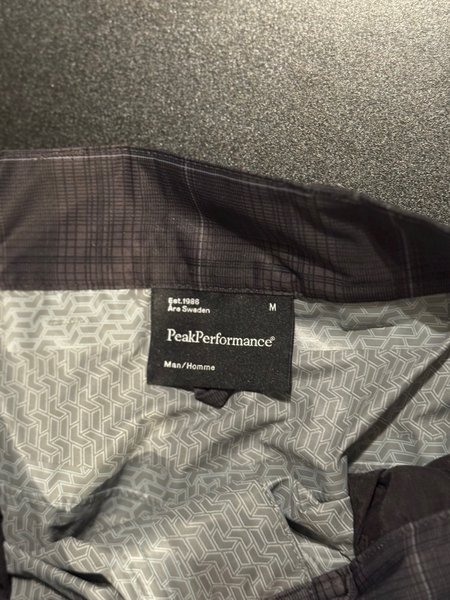 Est.1986
M
Åre Sweden
PeakPerformance®
Man/Homme